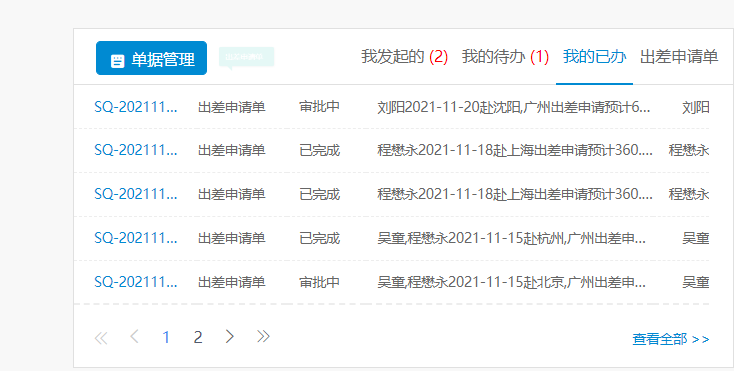 单据管理 我发起的 (2) 我的待办 (1) 我的已办 出差申请单
SQ-202111... 出差申请单 审批中 刘阳2021-11-20赴沈阳,广州出差申请预计6... 刘阳
SQ-202111... 出差申请单 已完成 程懋永2021-11-18赴上海出差申请预计360.... 程懋永
SQ-202111... 出差申请单 已完成 程懋永2021-11-18赴上海出差申请预计360.... 程懋永
SQ-202111... 出差申请单 已完成 吴童,程懋永2021-11-15赴杭州,广州出差申... 吴童
SQ-202111... 出差申请单 审批中 吴童,程懋永2021-11-15赴北京,广州出差申... 吴童
1 2 查看全部 >>